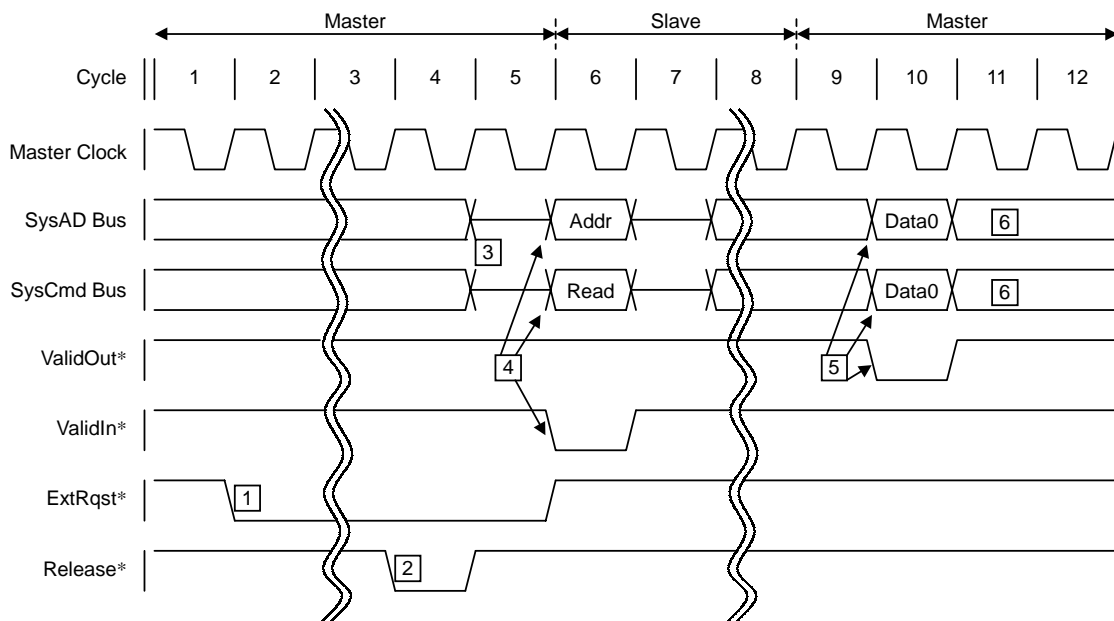 Master Slave Master
Cycle 1 2 3 4 5 6 7 8 9 10 11 12
Master Clock
SysAD Bus Addr Data0 6
3
SysCmd Bus Read Data0 6
ValidOut* 4 5
ValidIn*
ExtRqst* 1
Release* 2